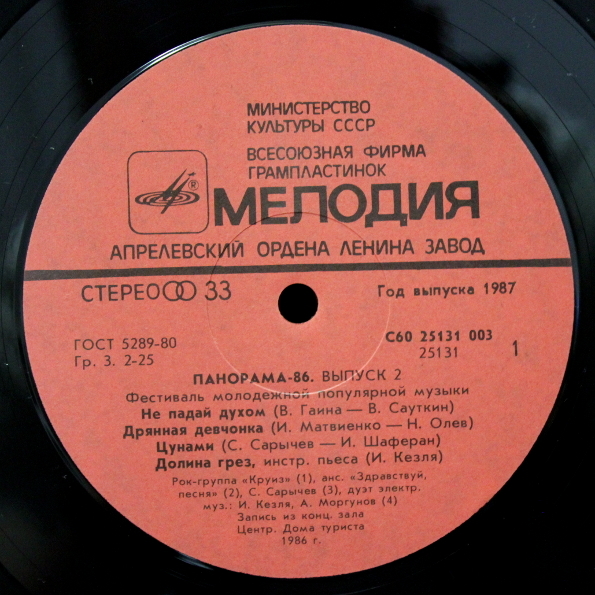 МИНИСТЕРСТВО
КУЛЬТУРЫ СССР
ВСЕСОЮЗНАЯ ФИРМА
ГРАМПЛАСТИНОК
МЕЛОДИЯ
АПРЕЛЕВСКИЙ ОРДЕНА ЛЕНИНА ЗАВОД
СТЕРЕО 33
Год выпуска 1987
ГОСТ 5289-80
Гр. 3. 2-25
С60 25131 003
25131
1
ПАНОРАМА-86. ВЫПУСК 2
Фестиваль молодежной популярной музыки
Не падай духом (В. Гаина — В. Сауткин)
Дрянная девчонка (И. Матвиенко — Н. Олев)
Цунами (С. Сарычев — И. Шаферан)
Долина грез, инстр. пьеса (И. Кезля)
Рок-группа «Круиз» (1), анс. «Здравствуй,
песня» (2), С. Сарычев (3), дуэт электр.
муз.: И. Кезля, А. Моргунов (4)
Запись из конц. зала
Центр. Дома туриста
1986 г.